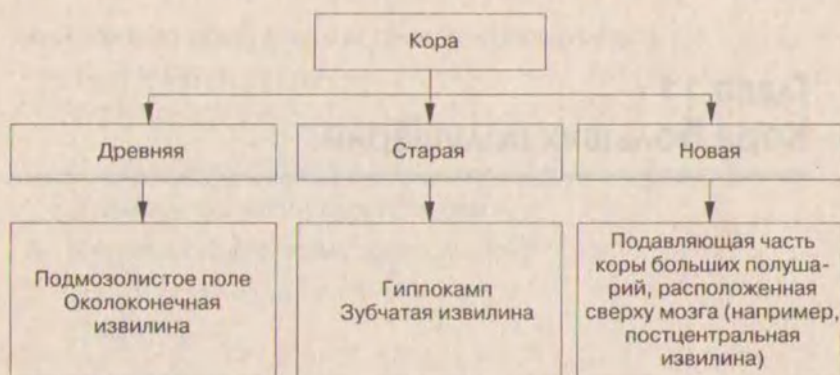 Кора
Древняя
Старая
Новая
Подмозолистое поле
Околоконечная
извилина
Гиппокамп
Зубчатая извилина
Подавляющая часть
коры больших полуша-
рий, расположенная
сверху мозга (например,
постцентральная
извилина)